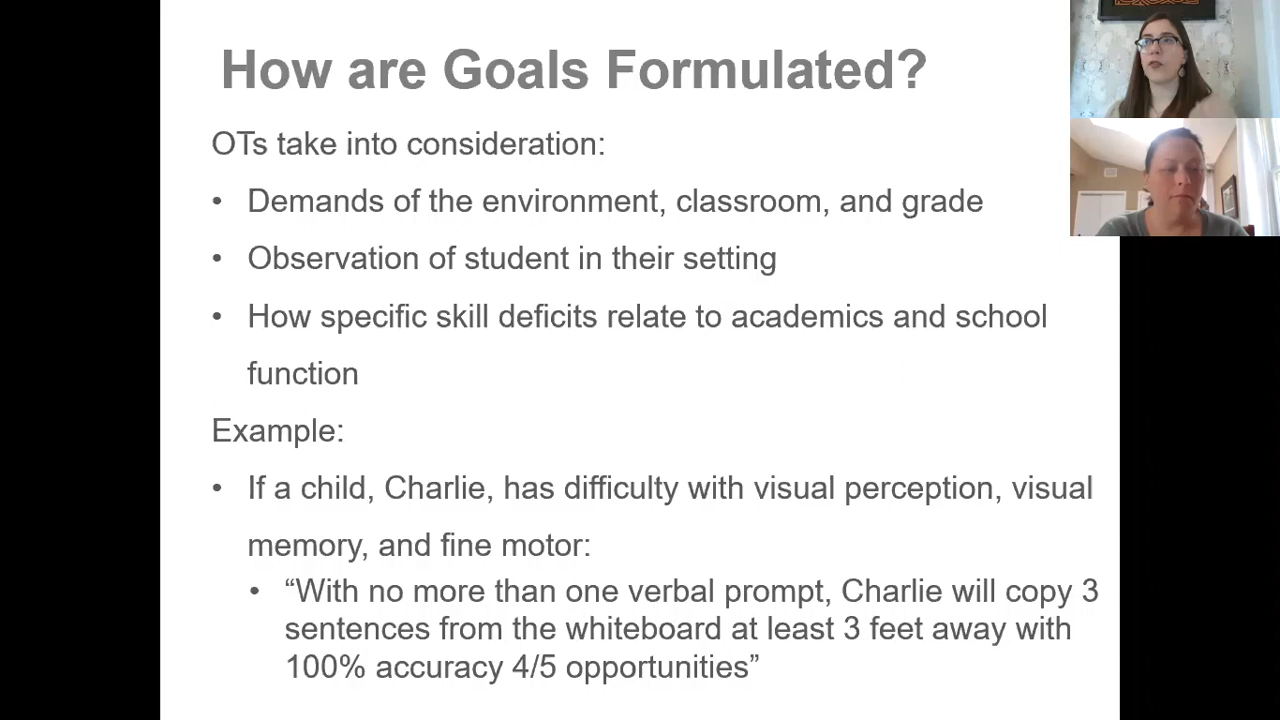 How are Goals Formulated?
OTs take into consideration:
• Demands of the environment, classroom, and grade
• Observation of student in their setting
• How specific skill deficits relate to academics and school
function
Example:
• If a child, Charlie, has difficulty with visual perception, visual
memory, and fine motor:
• “With no more than one verbal prompt, Charlie will copy 3
sentences from the whiteboard at least 3 feet away with
100% accuracy 4/5 opportunities”